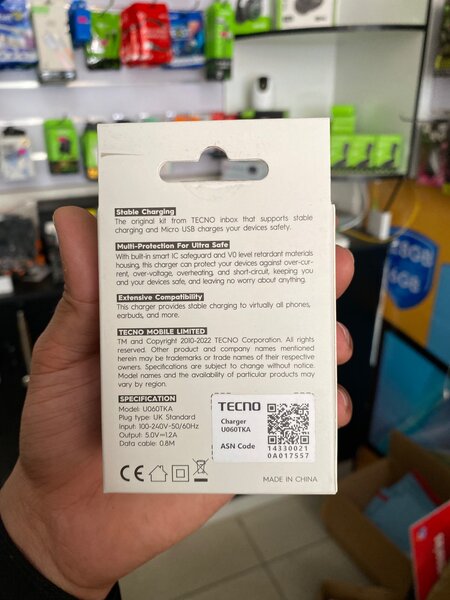 Stable Charging
The original kit from TECNO inbox that supports stable
charging and Micro USB charges your devices safely.
Multi-Protection For Ultra Safe
With built-in smart IC safeguard and V0 level retardant materials
housing, this charger can protect your devices against over-cur-
rent, over-voltage, overheating, and short-circuit, keeping you
and your devices safe, and leaving no worry about anything.
Extensive Compatibility
This charger provides stable charging to virtually all phones,
earbuds, and more.
TECNO MOBILE LIMITED
TM and Copyright 2010-2022 TECNO Corporation. All rights
reserved. Other product and company names mentioned
herein may be trademarks or trade names of their respective
owners. Specifications are subject to change without notice.
Model names and the availability of particular products may
vary by region.
SPECIFICATION
Model: U060TKA
Plug type: UK Standard
Input: 100-240V~50/60Hz
Output: 5.0V⎓1.2A
Data cable: 0.8M
TECNO
Charger
U060TKA
ASN Code
14330021
0A017557
CE
MADE IN CHINA